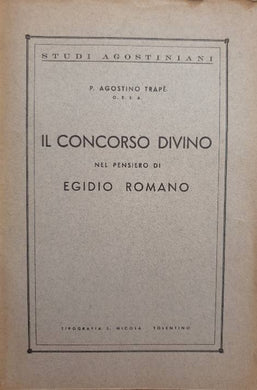 STUDI AGOSTINIANI
P. AGOSTINO TRAPÈ
O. E. S. A.
IL CONCORSO DIVINO
NEL PENSIERO DI
EGIDIO ROMANO
TIPOGRAFIA S. NICOLA - TOLENTINO